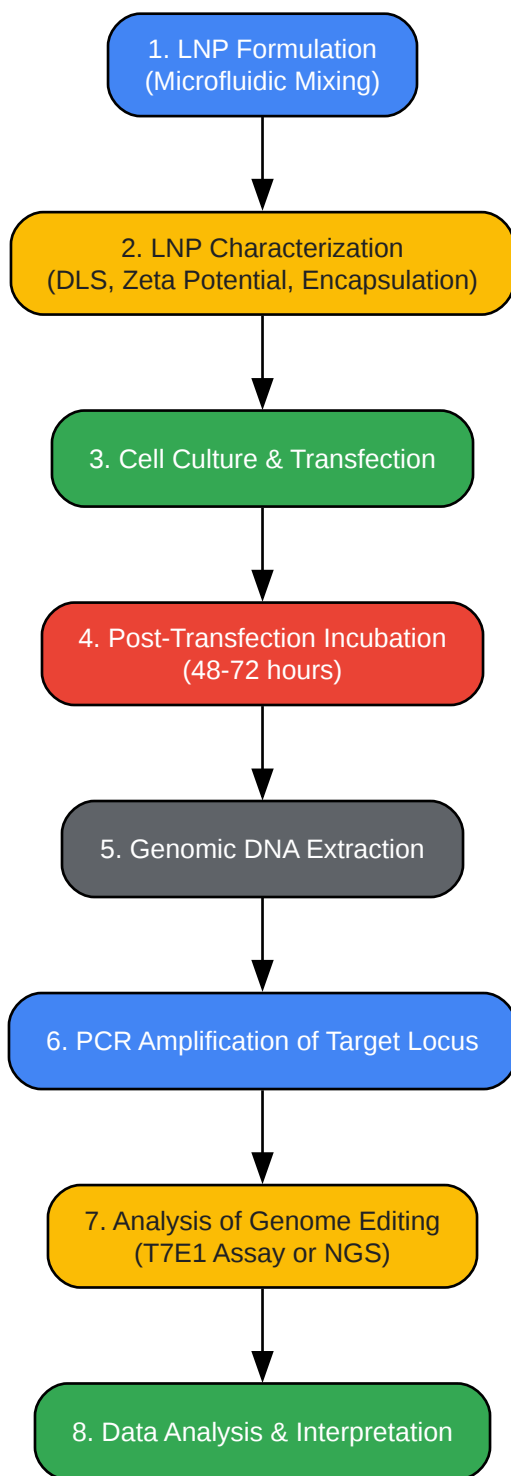 1. LNP Formulation
(Microfluidic Mixing)
2. LNP Characterization
(DLS, Zeta Potential, Encapsulation)
3. Cell Culture & Transfection
4. Post-Transfection Incubation
(48-72 hours)
5. Genomic DNA Extraction
6. PCR Amplification of Target Locus
7. Analysis of Genome Editing
(T7E1 Assay or NGS)
8. Data Analysis & Interpretation